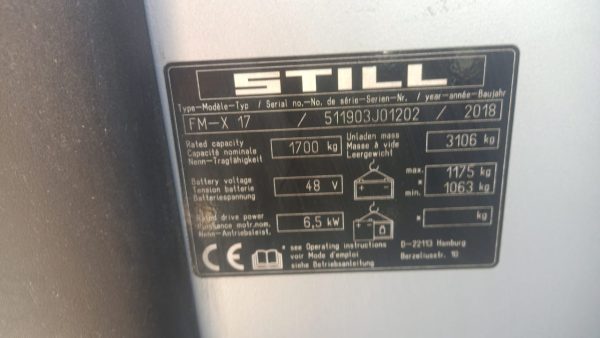 STILL
Type-Modèle-Typ / Serial no.-No. de série-Serien-Nr. / year-année-Baujahr
FM-X 17 / 511903J01202 / 2018
Rated capacity
Capacité nominale
Nenn-Tragfähigkeit
1700 kg
Unladen mass
Masse à vide
Leergewicht
3106 kg
Battery voltage
Tension batterie
Batteriespannung
48 V
max. 1175 kg
*
min. 1063 kg
Rated drive power
Puissance motr.nom.
Nenn-Antriebsleist.
6,5 kW
* kg
CE
* see Operating instructions
voir Mode d'emploi
siehe Betriebsanleitung
D-22113 Hamburg
Berzeliusstr. 10